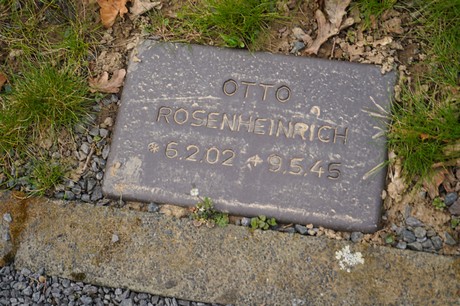 OTTO
ROSENHEINRICH
* 6.2.02 ✢ 9.5.45